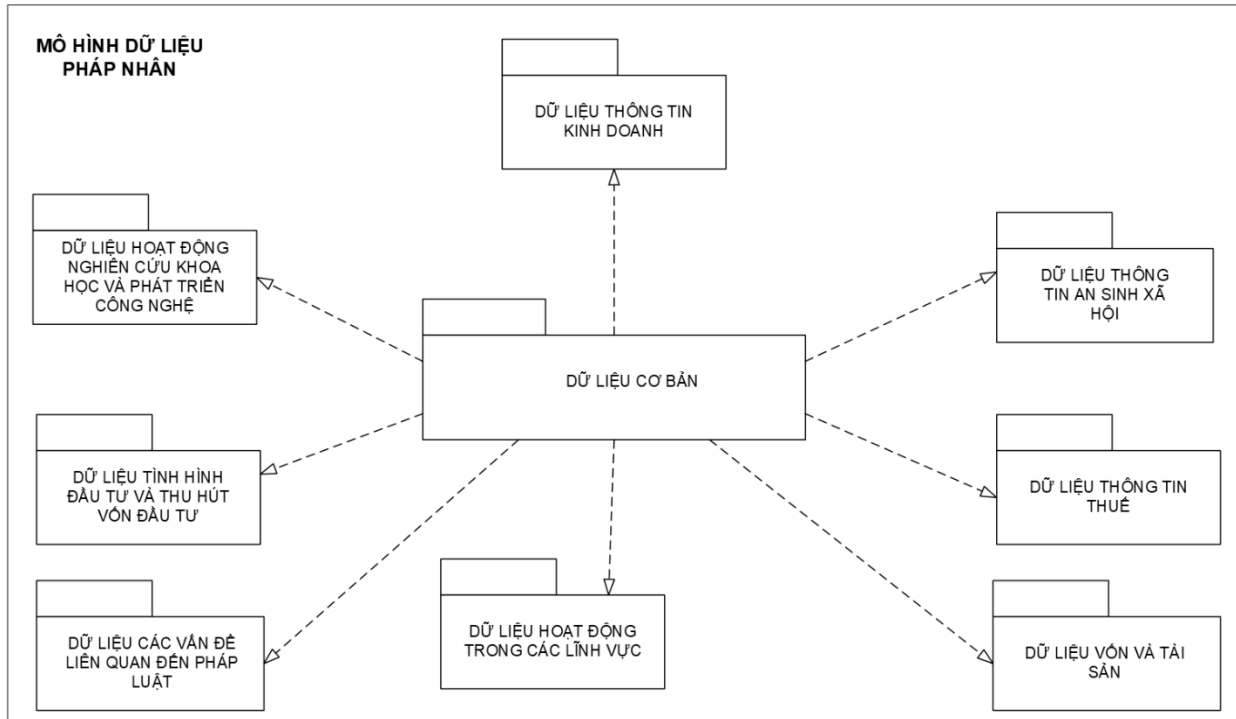 MÔ HÌNH DỮ LIỆU
PHÁP NHÂN
DỮ LIỆU THÔNG TIN
KINH DOANH
DỮ LIỆU HOẠT ĐỘNG
NGHIÊN CỨU KHOA
HỌC VÀ PHÁT TRIỂN
CÔNG NGHỆ
DỮ LIỆU THÔNG
TIN AN SINH XÃ
HỘI
DỮ LIỆU CƠ BẢN
DỮ LIỆU TÌNH HÌNH
ĐẦU TƯ VÀ THU HÚT
VỐN ĐẦU TƯ
DỮ LIỆU THÔNG TIN
THUẾ
DỮ LIỆU CÁC VẤN ĐỀ
LIÊN QUAN ĐẾN PHÁP
LUẬT
DỮ LIỆU HOẠT ĐỘNG
TRONG CÁC LĨNH VỰC
DỮ LIỆU VỐN VÀ TÀI
SẢN